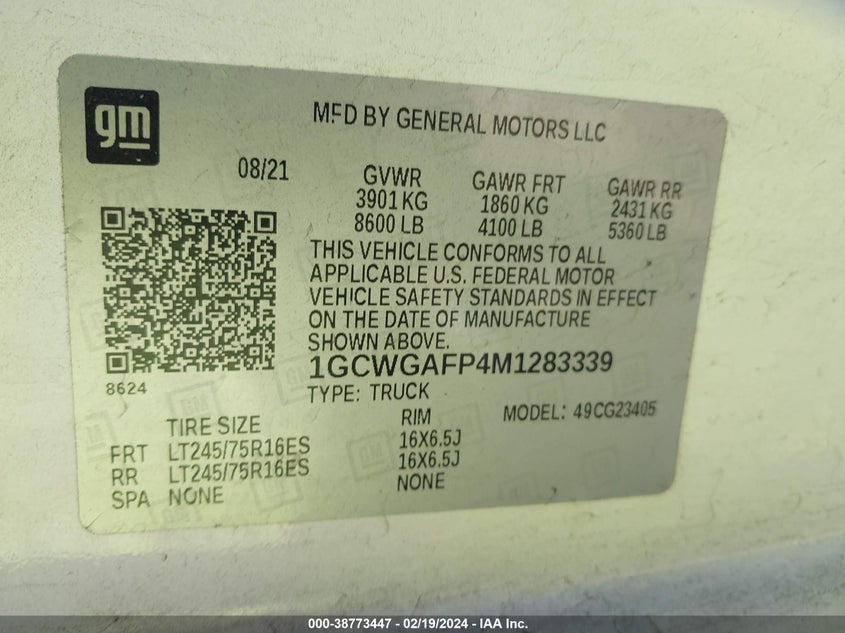 gm
MFD BY GENERAL MOTORS LLC
08/21
GVWR GAWR FRT GAWR RR
3901 KG 1860 KG 2431 KG
8600 LB 4100 LB 5360 LB
THIS VEHICLE CONFORMS TO ALL
APPLICABLE U.S. FEDERAL MOTOR
VEHICLE SAFETY STANDARDS IN EFFECT
ON THE DATE OF MANUFACTURE
SHOWN ABOVE.
1GCWGAFP4M1283339
8624
TYPE: TRUCK
MODEL: 49CG23405
TIRE SIZE RIM
FRT LT245/75R16ES 16X6.5J
RR LT245/75R16ES 16X6.5J
SPA NONE NONE
000-38773447 - 02/19/2024 - IAA Inc.